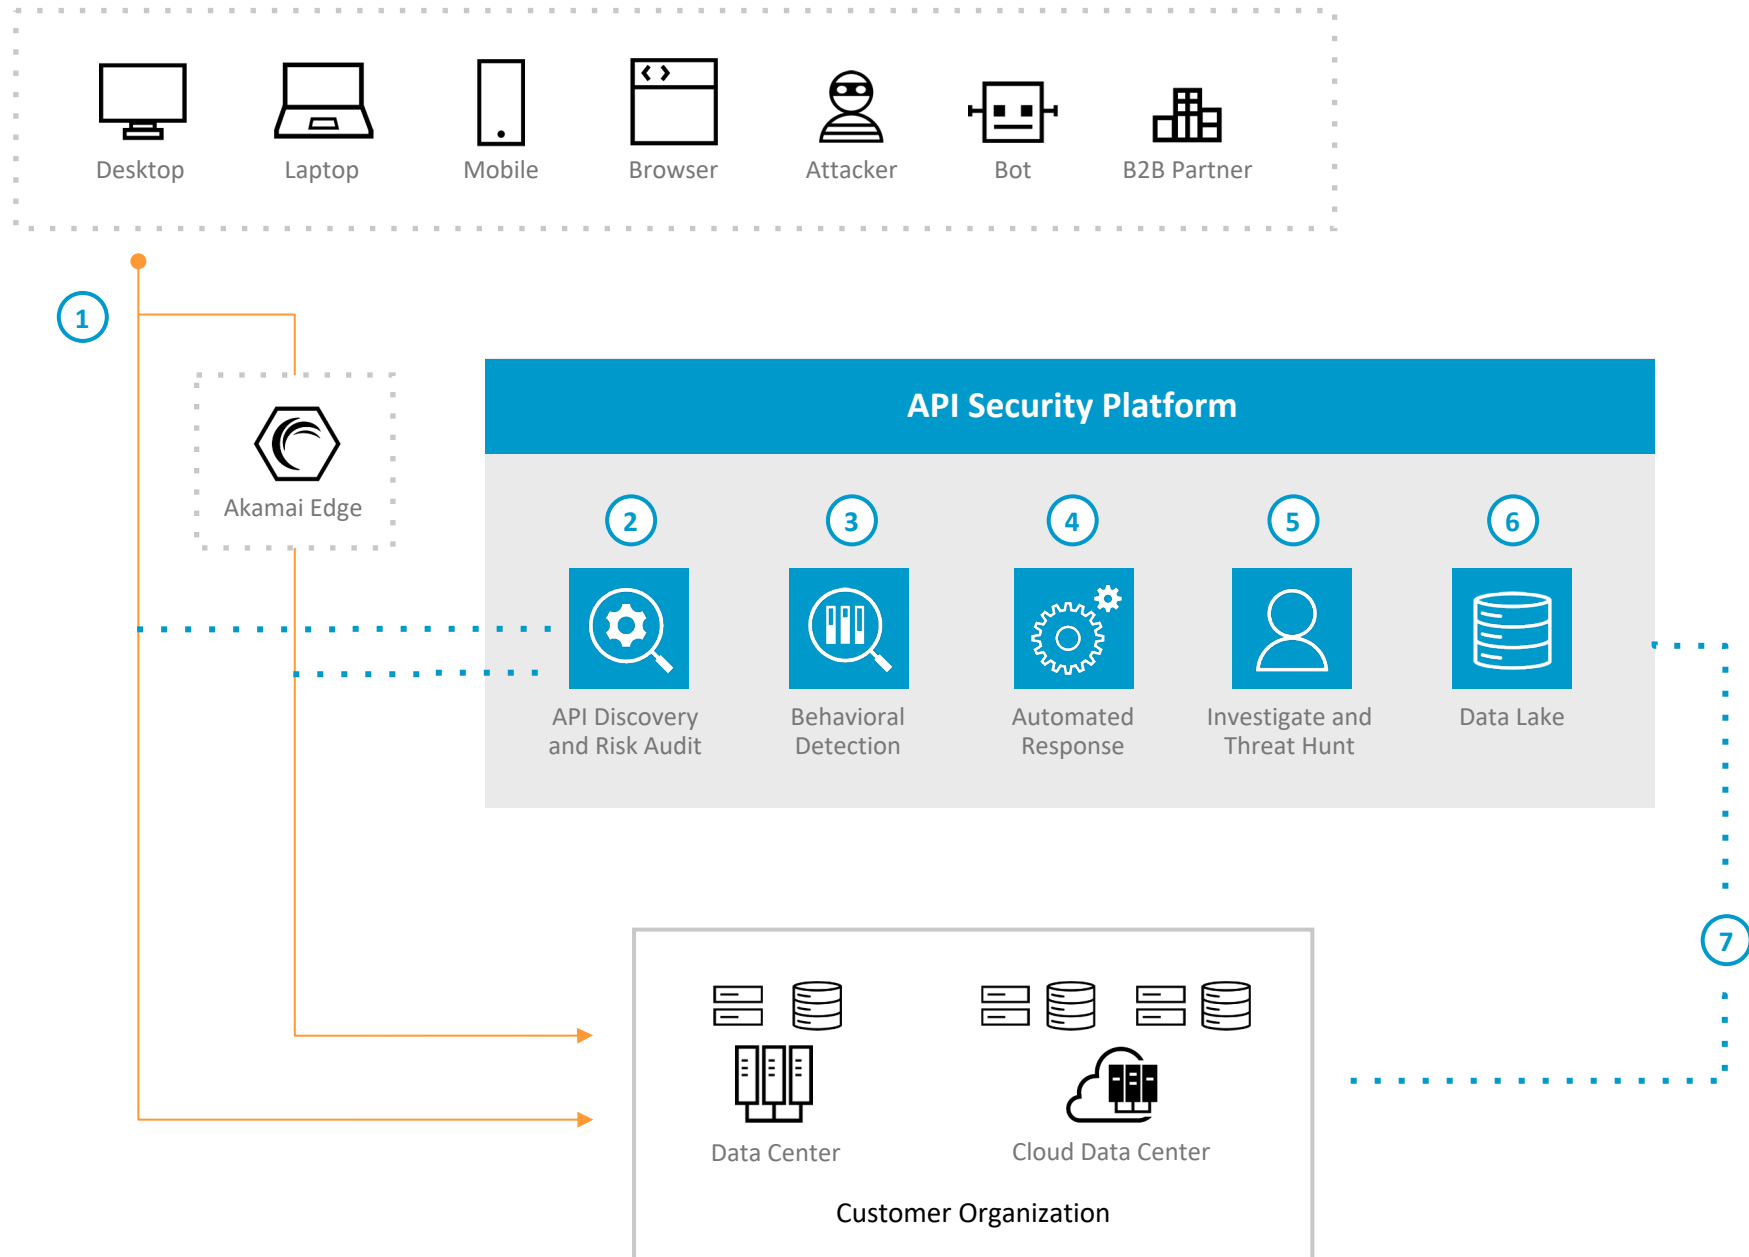 Desktop
Laptop
Mobile
Browser
Attacker
Bot
B2B Partner
1
Akamai Edge
API Security Platform
2
3
4
5
6
API Discovery
and Risk Audit
Behavioral
Detection
Automated
Response
Investigate and
Threat Hunt
Data Lake
7
Data Center
Cloud Data Center
Customer Organization